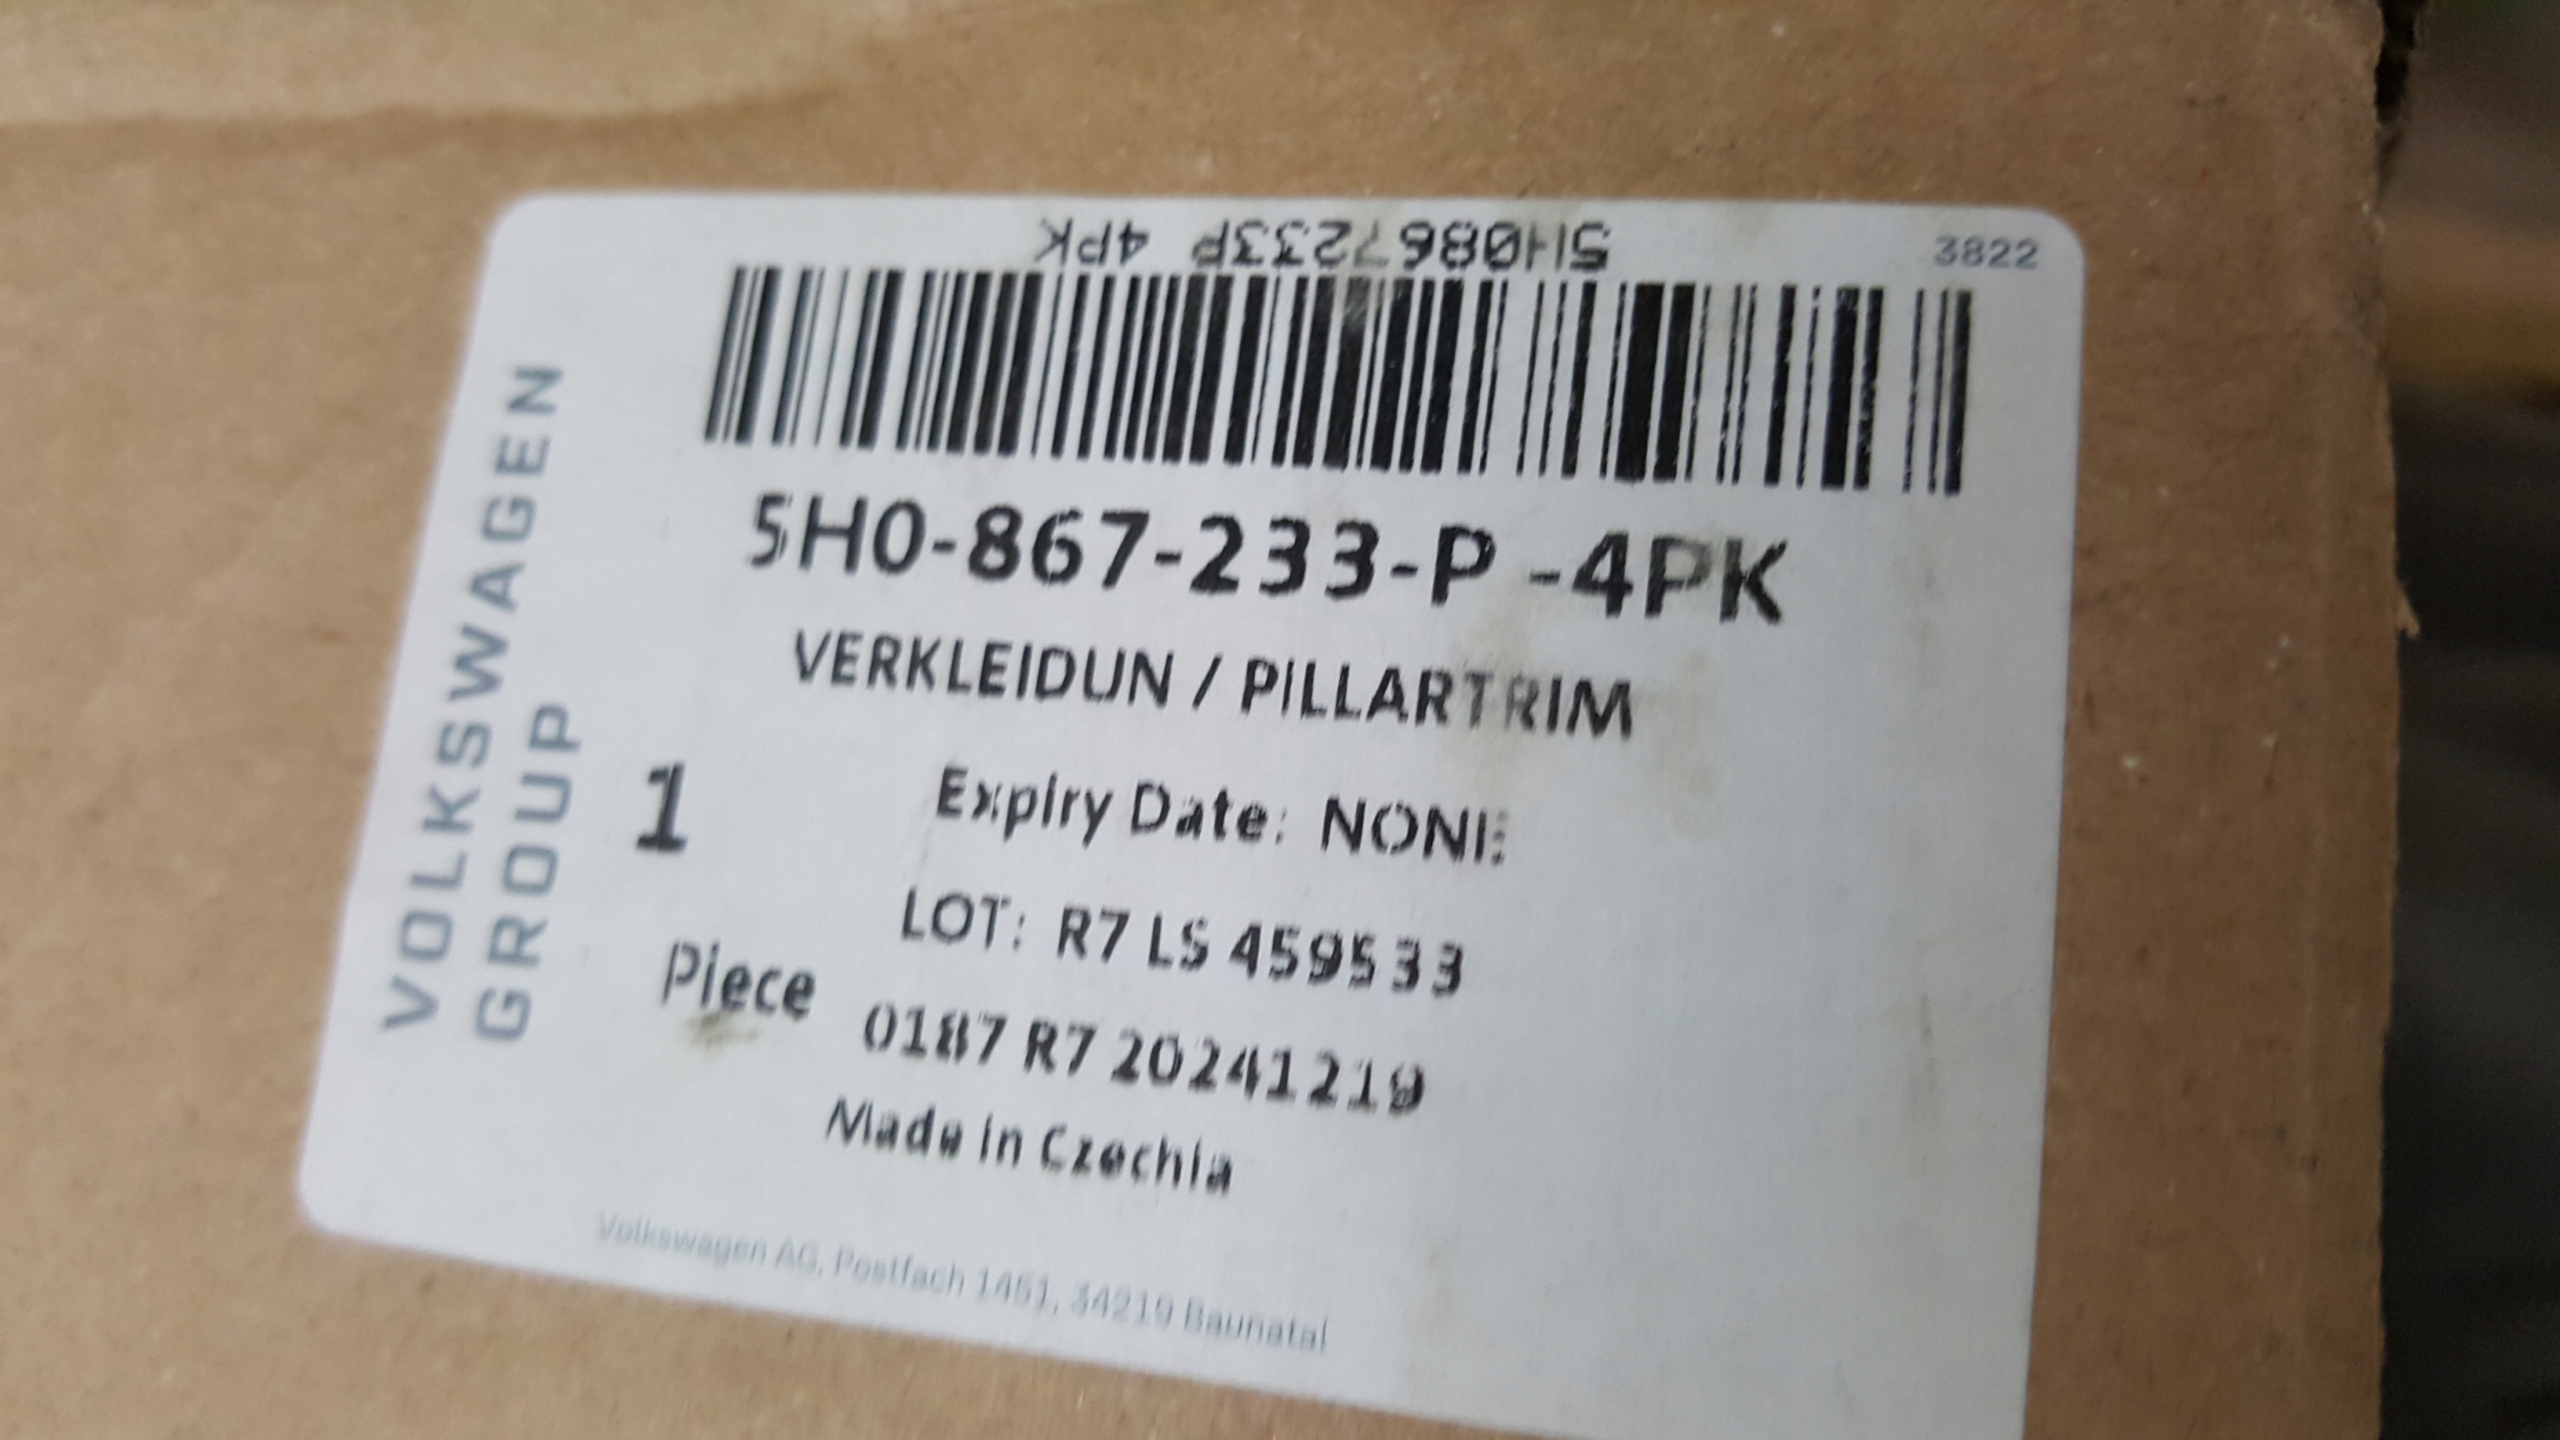 5H0867233P 4PK
3822
5H0-867-233-P -4PK
VERKLEIDUN / PILLARTRIM
VOLKSWAGEN
GROUP
1
Expiry Date: NONE
LOT: R7 LS 459533
Piece
0187 R7 20241219
Made in Czechia
Volkswagen AG, Postfach 1451, 34219 Baunatal